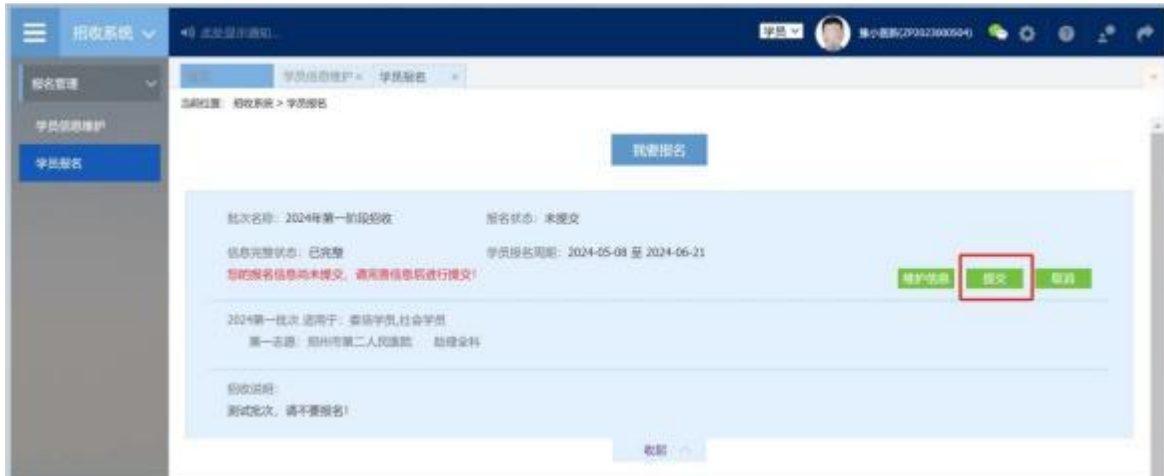 招收系统
此处显示通知...
学员
报名管理
学员信息维护
学员报名
学员信息维护
学员报名
当前位置： 招收系统 > 学员报名
我要报名
批次名称：2024年第一阶段招收
报名状态：未提交
信息完整状态：已完整
学员报名周期：2024-05-08 至 2024-06-21
您的报名信息尚未提交，请完善信息后进行提交！
维护信息
提交
取消
2024第一批次 适用于：委培学员,社会学员
第一志愿：郑州市第二人民医院 助理全科
招收说明：
测试批次，请不要报名！
收起